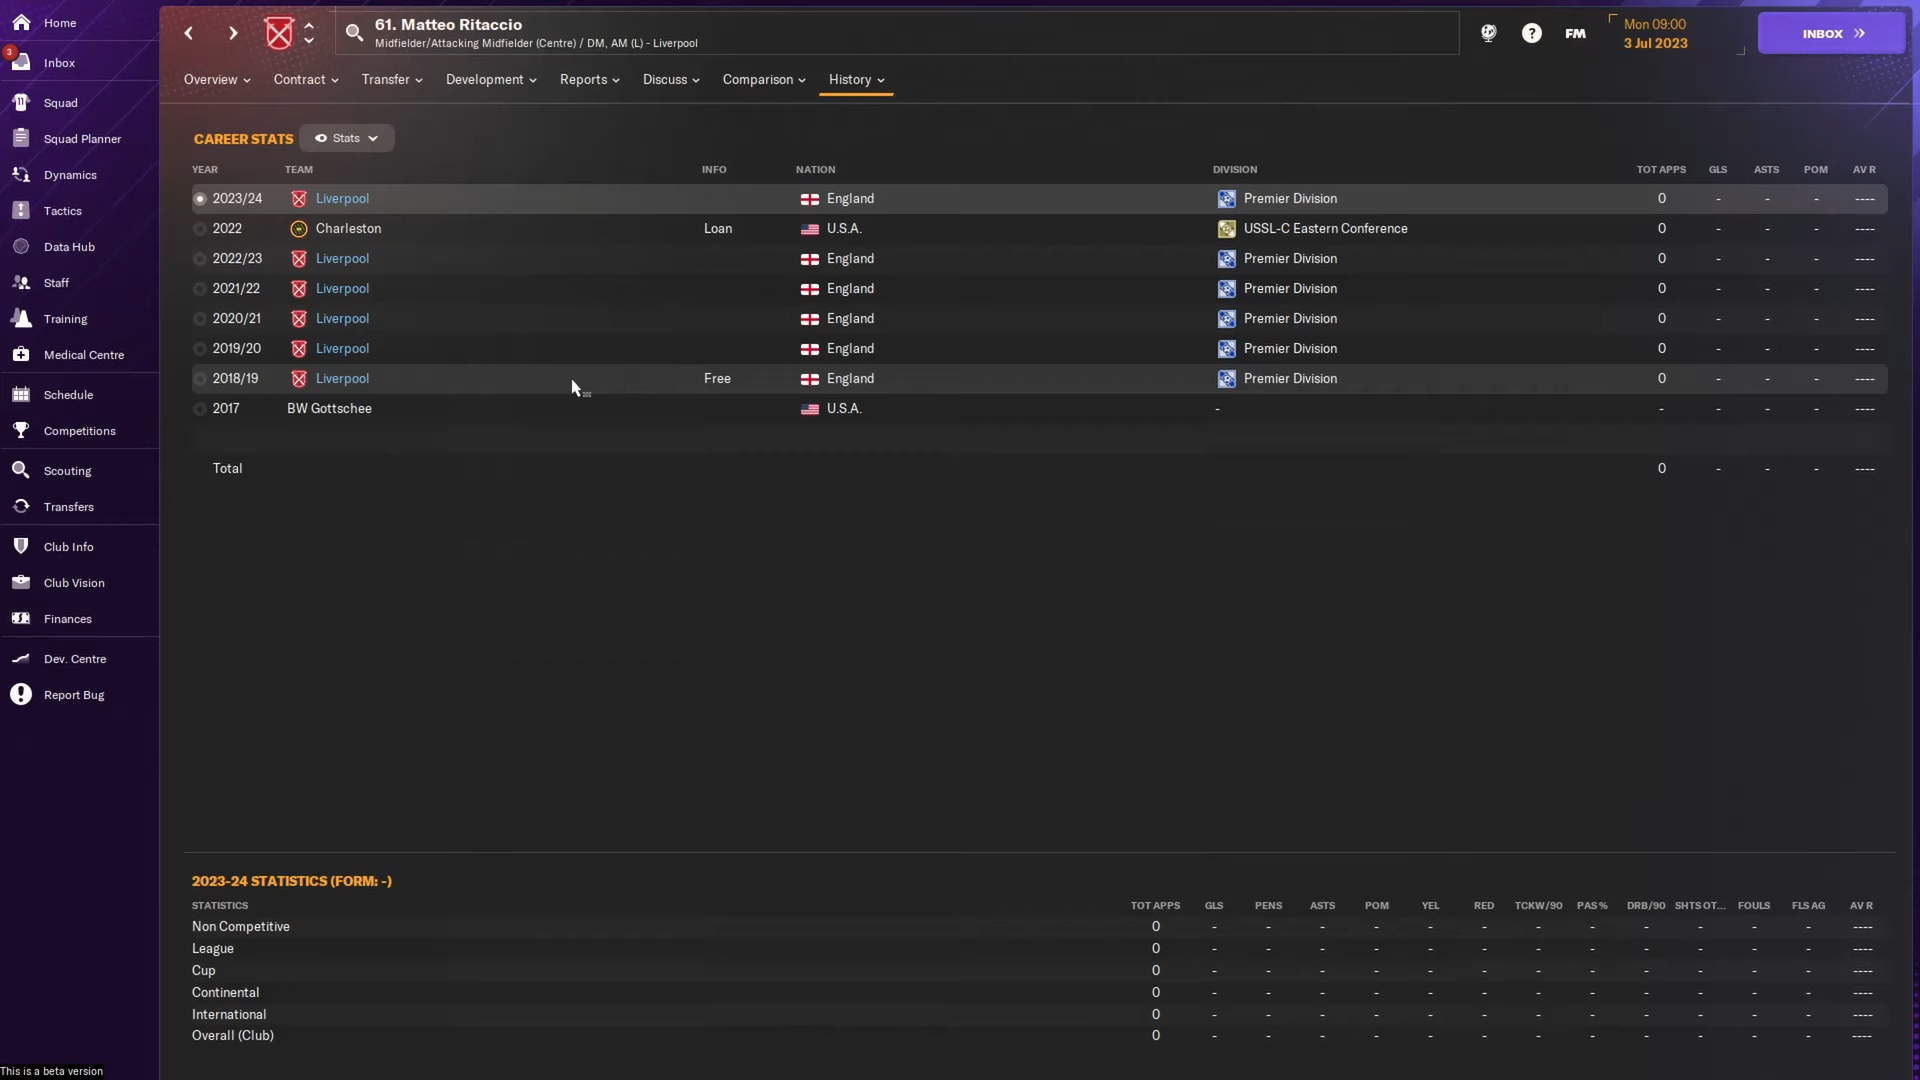 Home
3
Inbox
Squad
Squad Planner
Dynamics
Tactics
Data Hub
Staff
Training
Medical Centre
Schedule
Competitions
Scouting
Transfers
Club Info
Club Vision
Finances
Dev. Centre
Report Bug
This is a beta version
61. Matteo Ritaccio
Midfielder/Attacking Midfielder (Centre) / DM, AM (L) - Liverpool
? FM
Mon 09:00
3 Jul 2023
INBOX
Overview Contract Transfer Development Reports Discuss Comparison History
CAREER STATS Stats
YEAR TEAM INFO NATION DIVISION TOT APPS GLS ASTS POM AV R
2023/24 Liverpool England Premier Division 0 - - - ----
2022 Charleston Loan U.S.A. USSL-C Eastern Conference 0 - - - ----
2022/23 Liverpool England Premier Division 0 - - - ----
2021/22 Liverpool England Premier Division 0 - - - ----
2020/21 Liverpool England Premier Division 0 - - - ----
2019/20 Liverpool England Premier Division 0 - - - ----
2018/19 Liverpool Free England Premier Division 0 - - - ----
2017 BW Gottschee U.S.A. - - - - - ----
Total 0 - - - ----
2023-24 STATISTICS (FORM: -)
STATISTICS TOT APPS GLS PENS ASTS POM YEL RED TCKW/90 PAS % DRB/90 SHTS OT... FOULS FLS AG AV R
Non Competitive 0 - - - - - - - - - - - - ----
League 0 - - - - - - - - - - - - ----
Cup 0 - - - - - - - - - - - - ----
Continental 0 - - - - - - - - - - - - ----
International 0 - - - - - - - - - - - - ----
Overall (Club) 0 - - - - - - - - - - - - ----